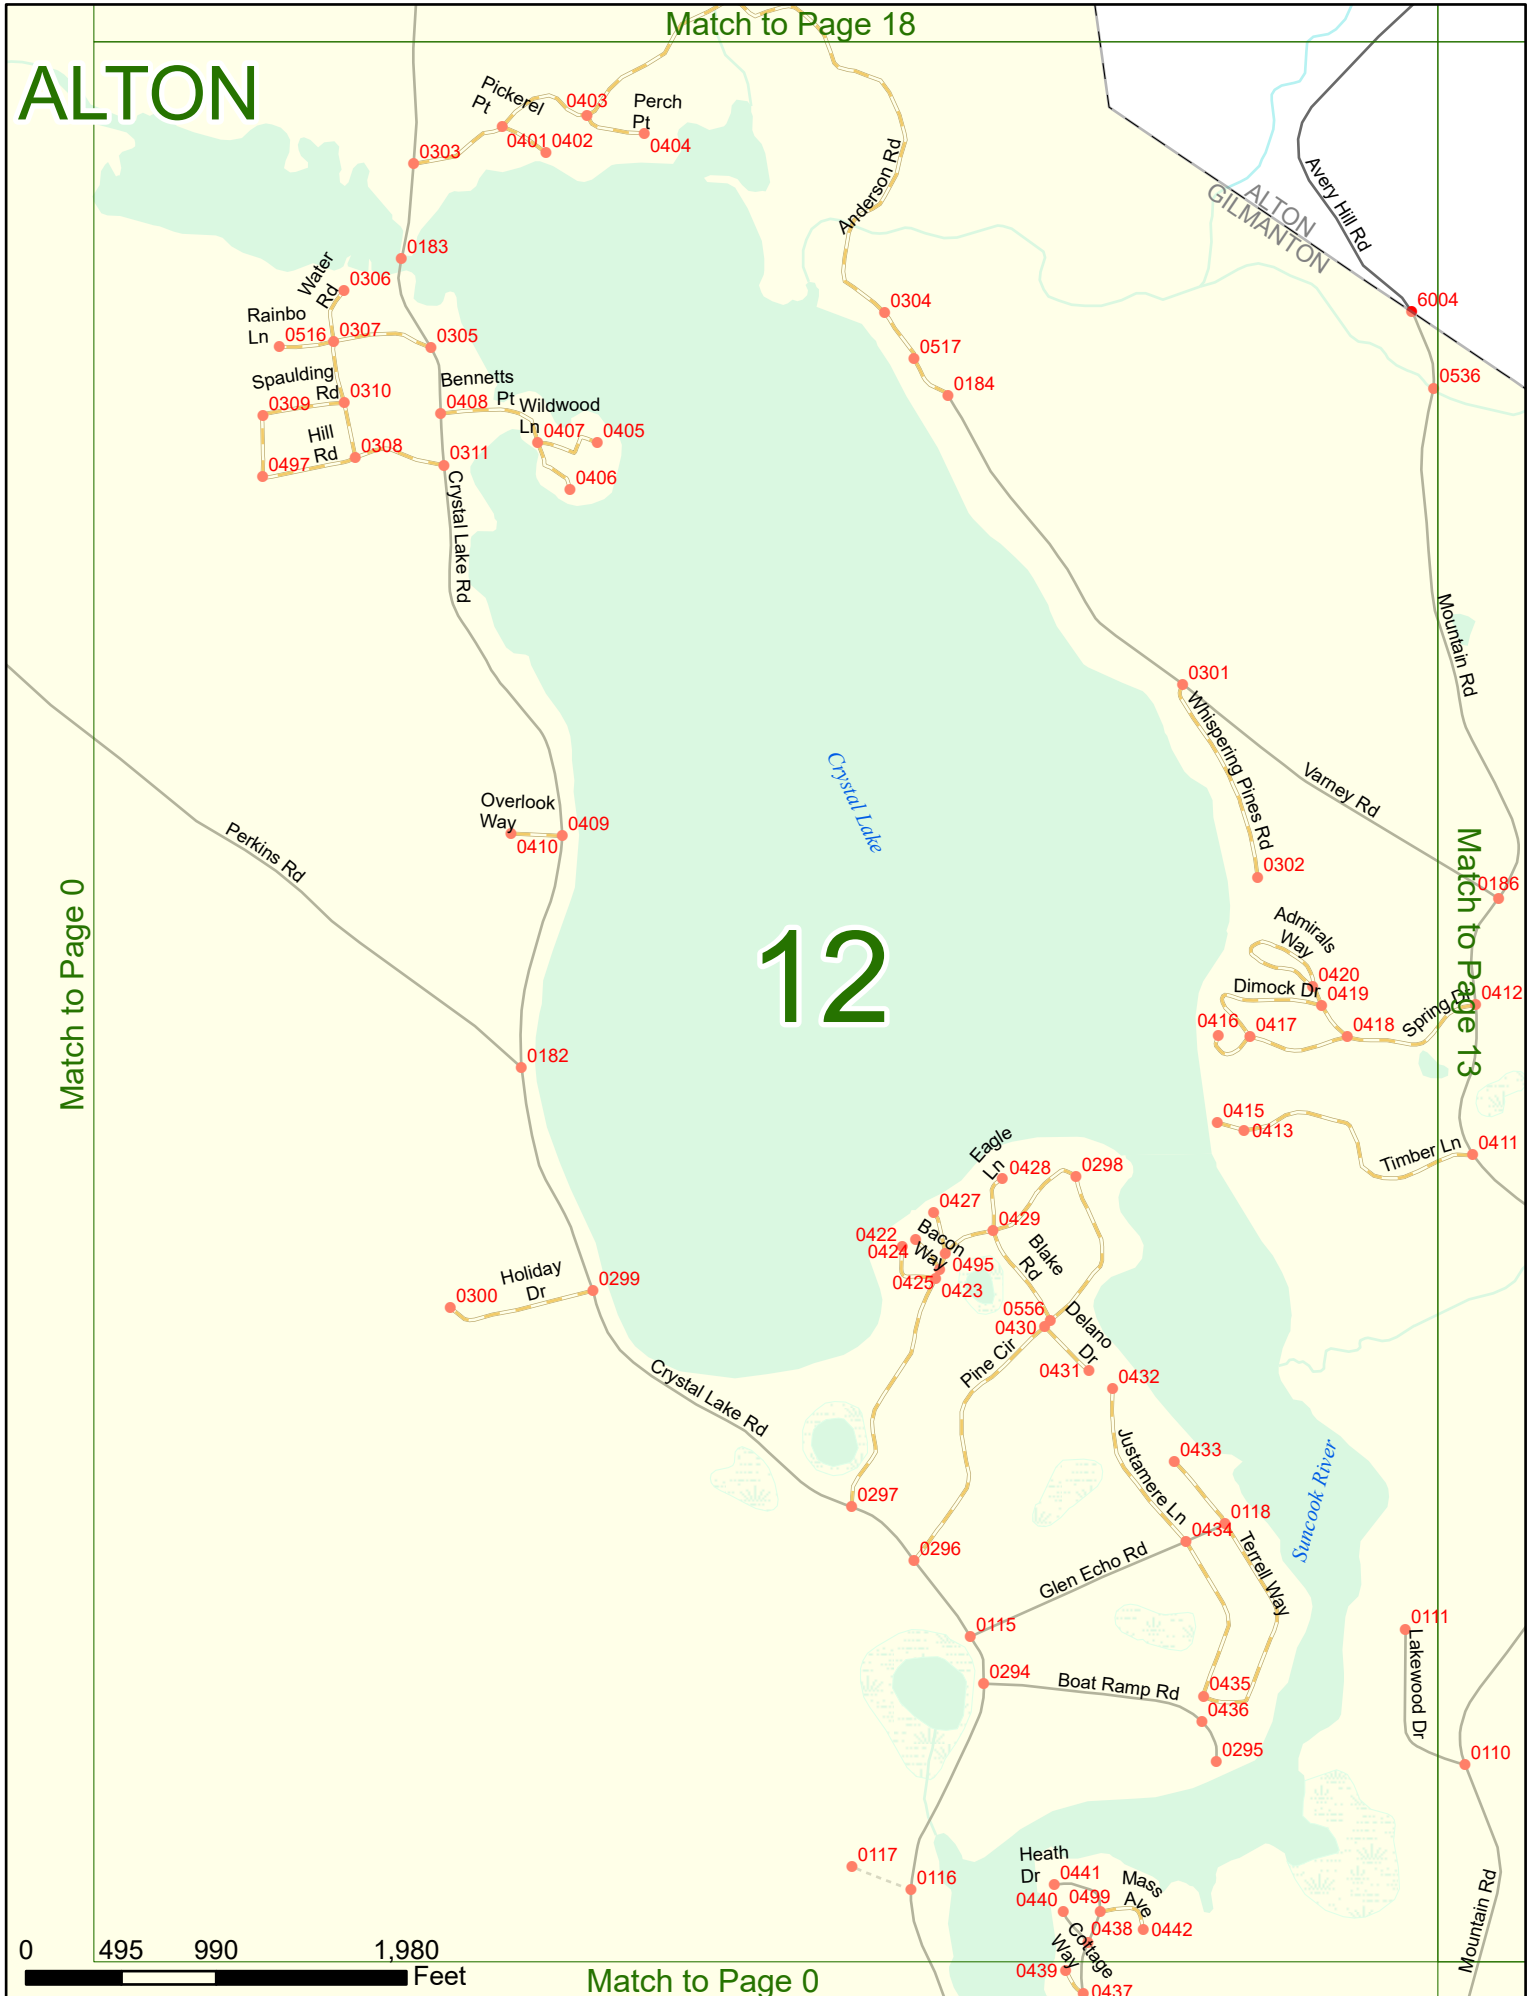 Match to Page 18
ALTON
Pickerel
Pt
0403
Perch
Pt
0404
0401
0402
0303
Anderson Rd
Avery Hill Rd
ALTON
GILMANTON
0183
Water
Rd
0306
Rainbo
Ln
0516
0307
0305
0304
6004
0517
Spaulding
Rd
0310
0309
Bennetts
Pt
0408
Wildwood
Ln
0407
0405
0184
0536
Hill
Rd
0308
0311
0497
0406
Crystal Lake Rd
Mountain Rd
0301
Whispering Pines Rd
Varney Rd
Crystal Lake
Overlook
Way
0409
0410
Perkins Rd
0302
0186
Match to Page 0
Match to Page 13
12
Admirals
Way
0420
Dimock Dr
0419
Spring Dr
0412
0416
0417
0418
0182
0415
0413
Timber Ln
0411
Eagle
Ln
0428
0298
0427
0429
0422
0424
Bacon
Way
0495
0425
0423
Blake
Rd
Holiday
Dr
0299
0300
0556
0430
Delano
Dr
Pine Cir
0431
0432
Crystal Lake Rd
Justamere Ln
0433
Suncook River
0297
0118
0434
0296
Glen Echo Rd
Terrell Way
0115
0111
Lakewood Dr
0294
Boat Ramp Rd
0435
0436
0295
0110
0117
0116
Heath
Dr
0441
Mass
Ave
0440
0499
0438
0442
Cottage
Way
0439
0437
Mountain Rd
0
495
990
1,980
Feet
Match to Page 0